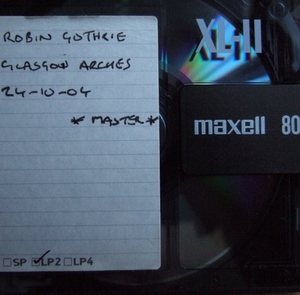 ROBIN GUTHRIE
GLASGOW ARCHES
24-10-04
* MASTER *
SP LP2 LP4
XL-II
maxell 80